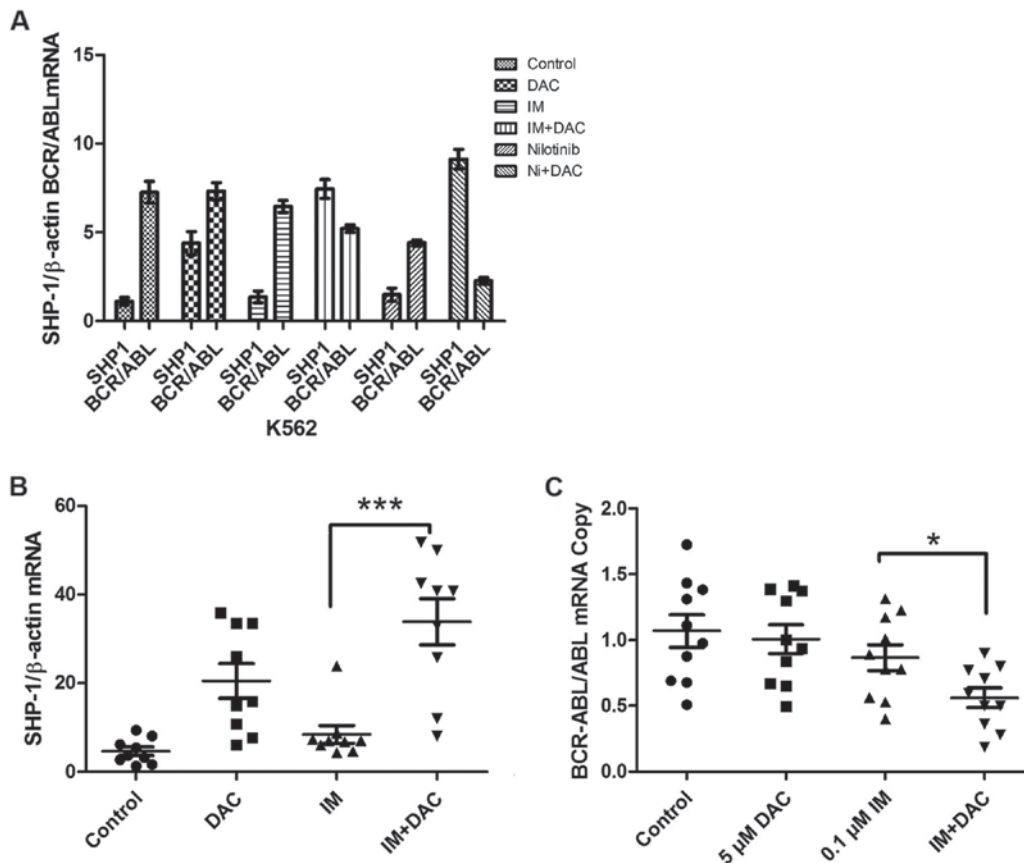 A
SHP-1/β-actin BCR/ABLmRNA
15
10
5
0
Control
DAC
IM
IM+DAC
Nilotinib
Ni+DAC
SHP1
BCR/ABL
SHP1
BCR/ABL
SHP1
BCR/ABL
SHP1
BCR/ABL
SHP1
BCR/ABL
SHP1
BCR/ABL
K562
B
SHP-1/β-actin mRNA
60
40
20
0
***
Control
DAC
IM
IM+DAC
C
BCR-ABL/ABL mRNA Copy
2.0
1.5
1.0
0.5
0.0
*
Control
5 μM DAC
0.1 μM IM
IM+DAC